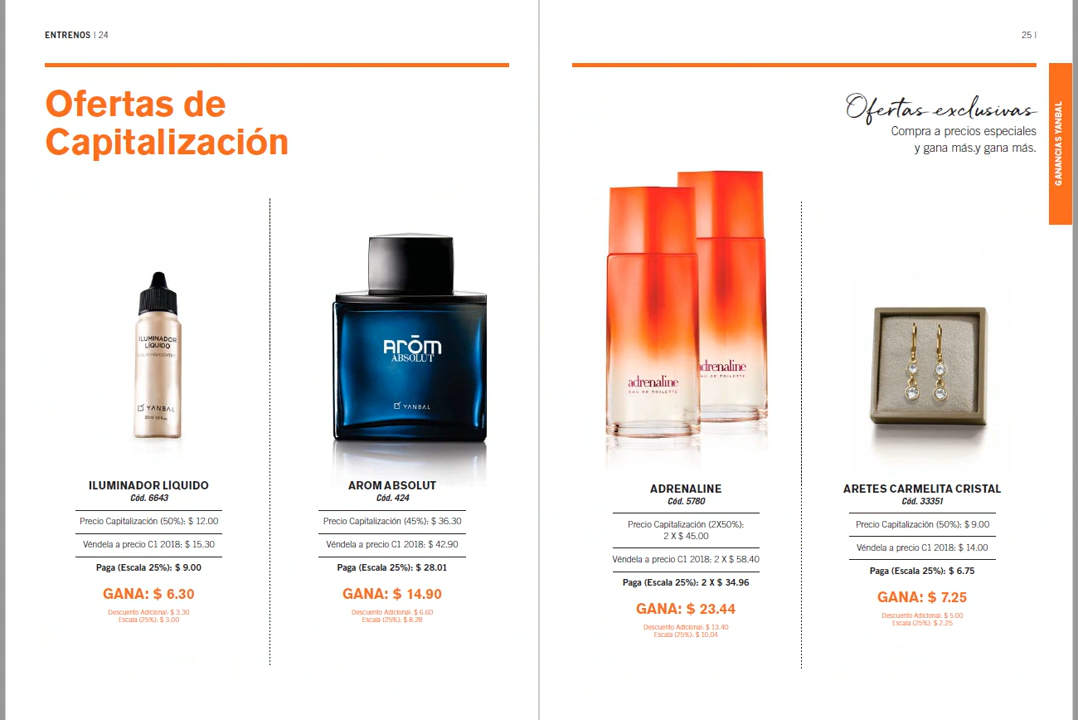 ENTRENOS | 24
Ofertas de
Capitalización
ILUMINADOR
LÍQUIDO
YANBAL
ILUMINADOR LÍQUIDO
Cód. 6643
Precio Capitalización (50%): $ 12.00
Véndela a precio C1 2018: $ 15.30
Paga (Escala 25%): $ 9.00
GANA: $ 6.30
Descuento Adicional: $ 3.30
Escala (25%): $ 3.00
arōm
ABSOLUT
YANBAL
AROM ABSOLUT
Cód. 424
Precio Capitalización (45%): $ 36.30
Véndela a precio C1 2018: $ 42.90
Paga (Escala 25%): $ 28.01
GANA: $ 14.90
Descuento Adicional: $ 6.60
Escala (25%): $ 8.28
25 |
Ofertas exclusivas
Compra a precios especiales
y gana más.y gana más.
GANANCIAS YANBAL
adrenaline
EAU DE TOILETTE
adrenaline
EAU DE TOILETTE
ADRENALINE
Cód. 5780
Precio Capitalización (2X50%):
2 X $ 45.00
Véndela a precio C1 2018: 2 X $ 58.40
Paga (Escala 25%): 2 X $ 34.96
GANA: $ 23.44
Descuento Adicional: $ 13.40
Escala (25%): $ 10.04
ARETES CARMELITA CRISTAL
Cód. 33351
Precio Capitalización (50%): $ 9.00
Véndela a precio C1 2018: $ 14.00
Paga (Escala 25%): $ 6.75
GANA: $ 7.25
Descuento Adicional: $ 5.00
Escala (25%): $ 2.25